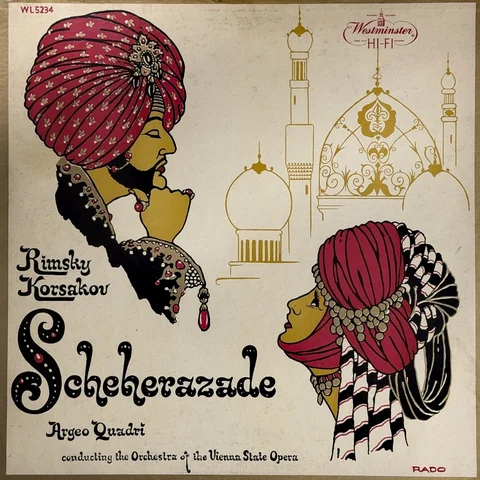 WL 5234
Westminster
HI-FI
Rimsky
Korsakov
Scheherazade
Argeo Quadri
conducting the Orchestra of the Vienna State Opera
RADO